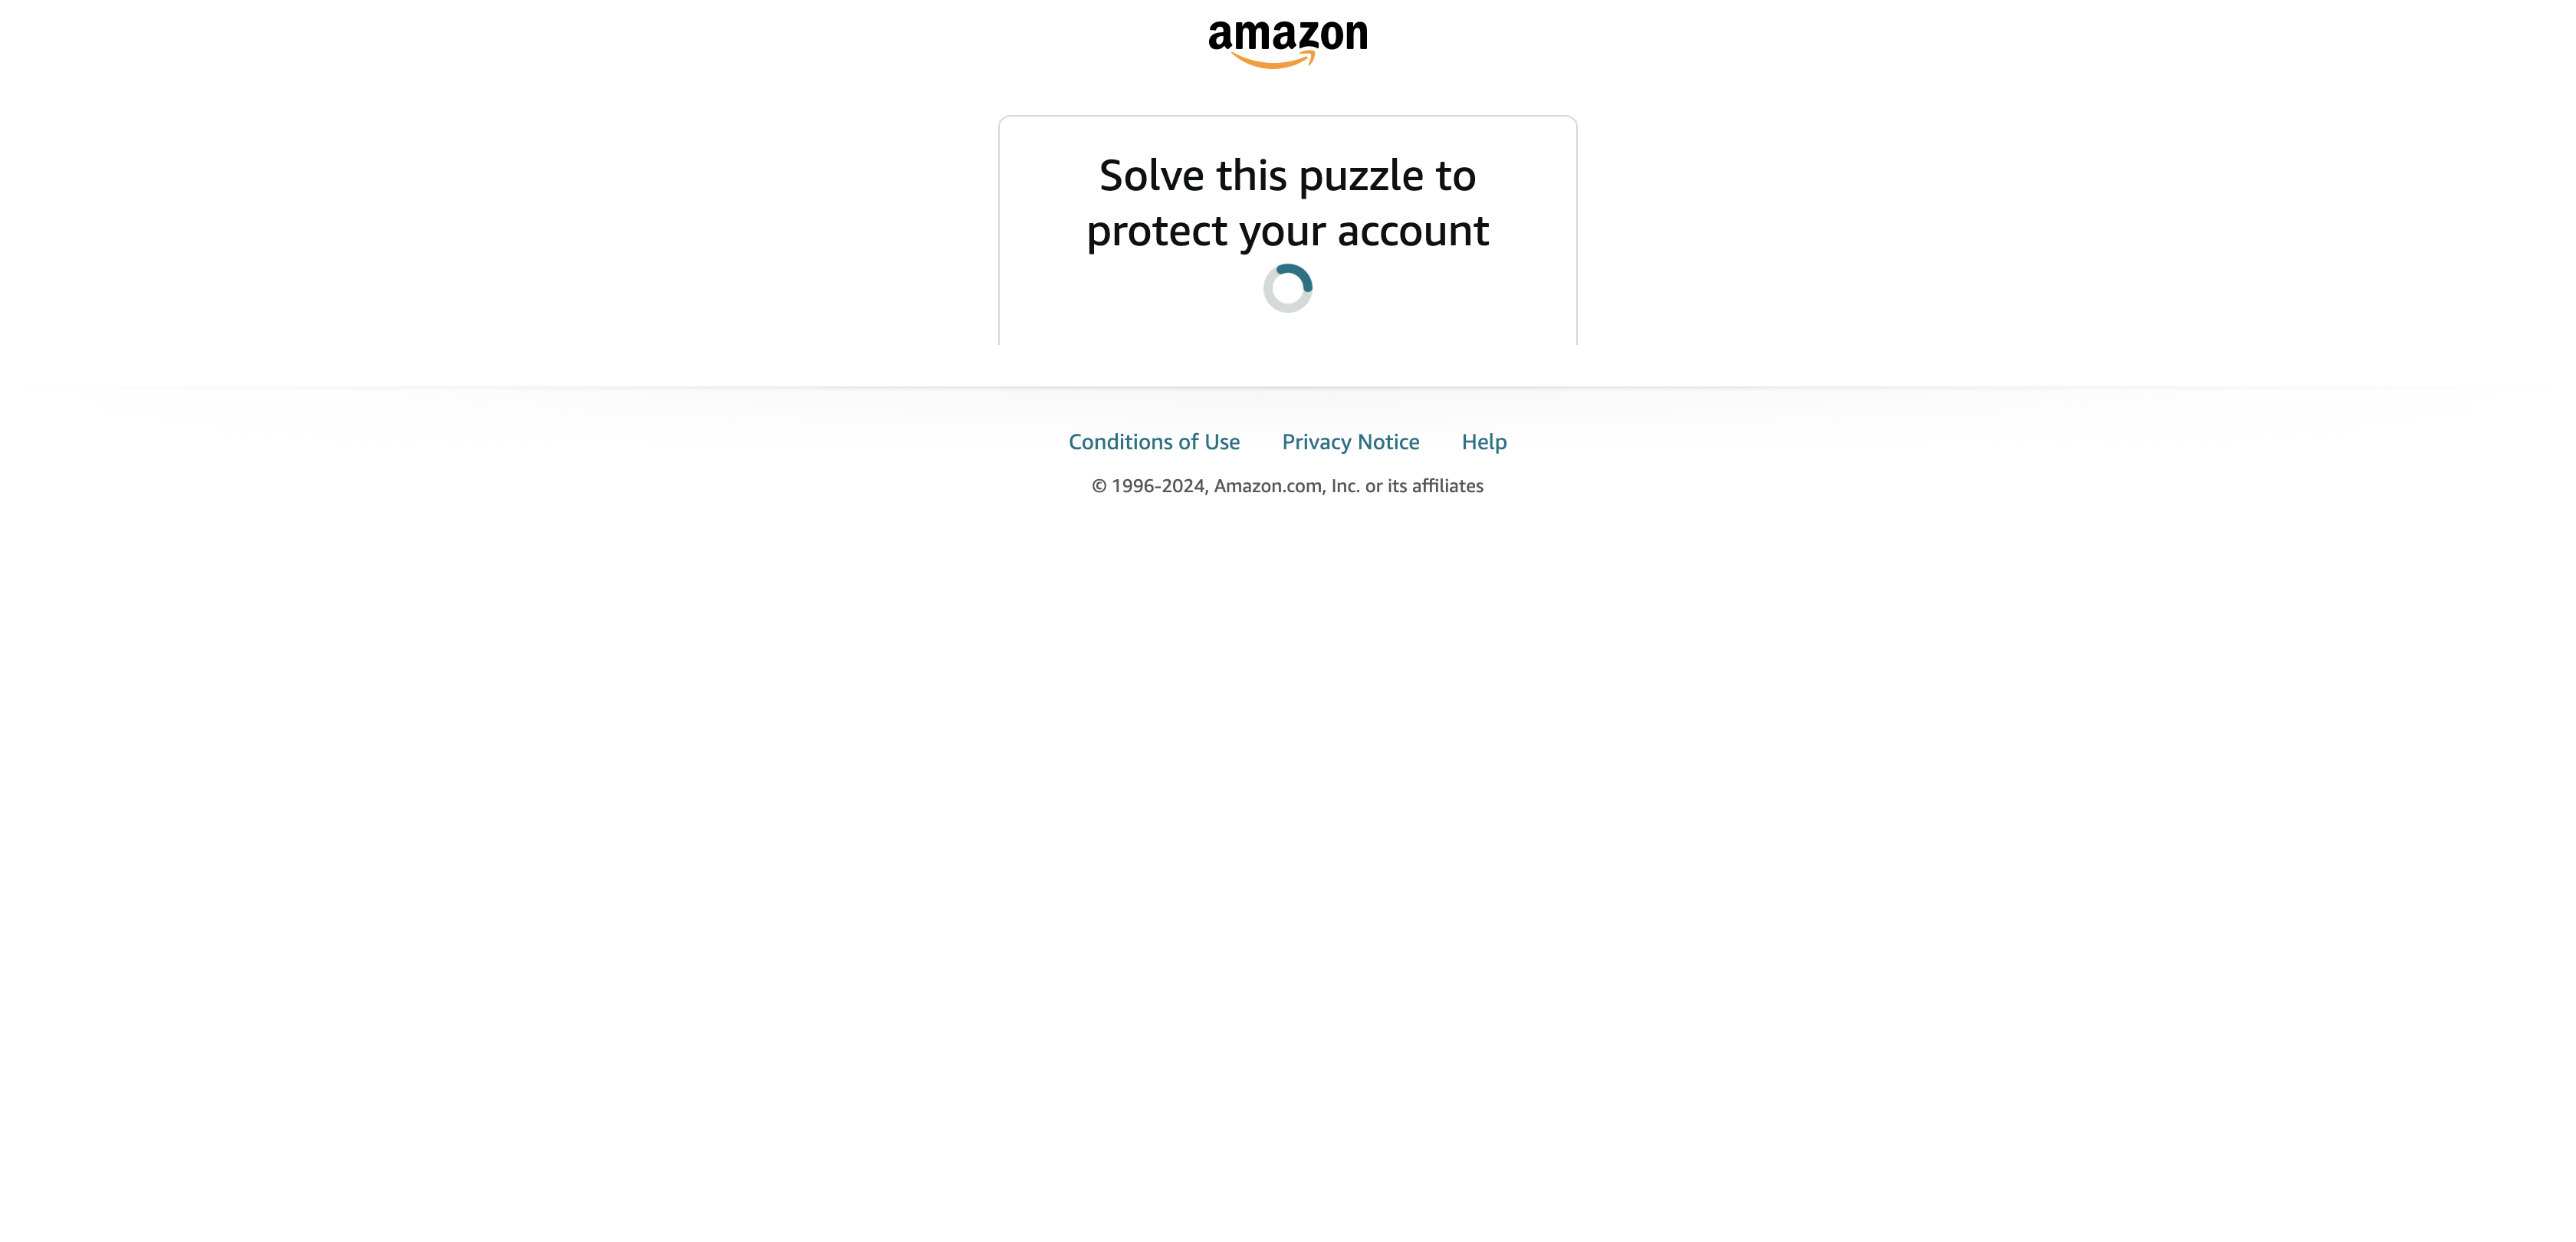 amazon
Solve this puzzle to
protect your account
Conditions of Use Privacy Notice Help
© 1996-2024, Amazon.com, Inc. or its affiliates